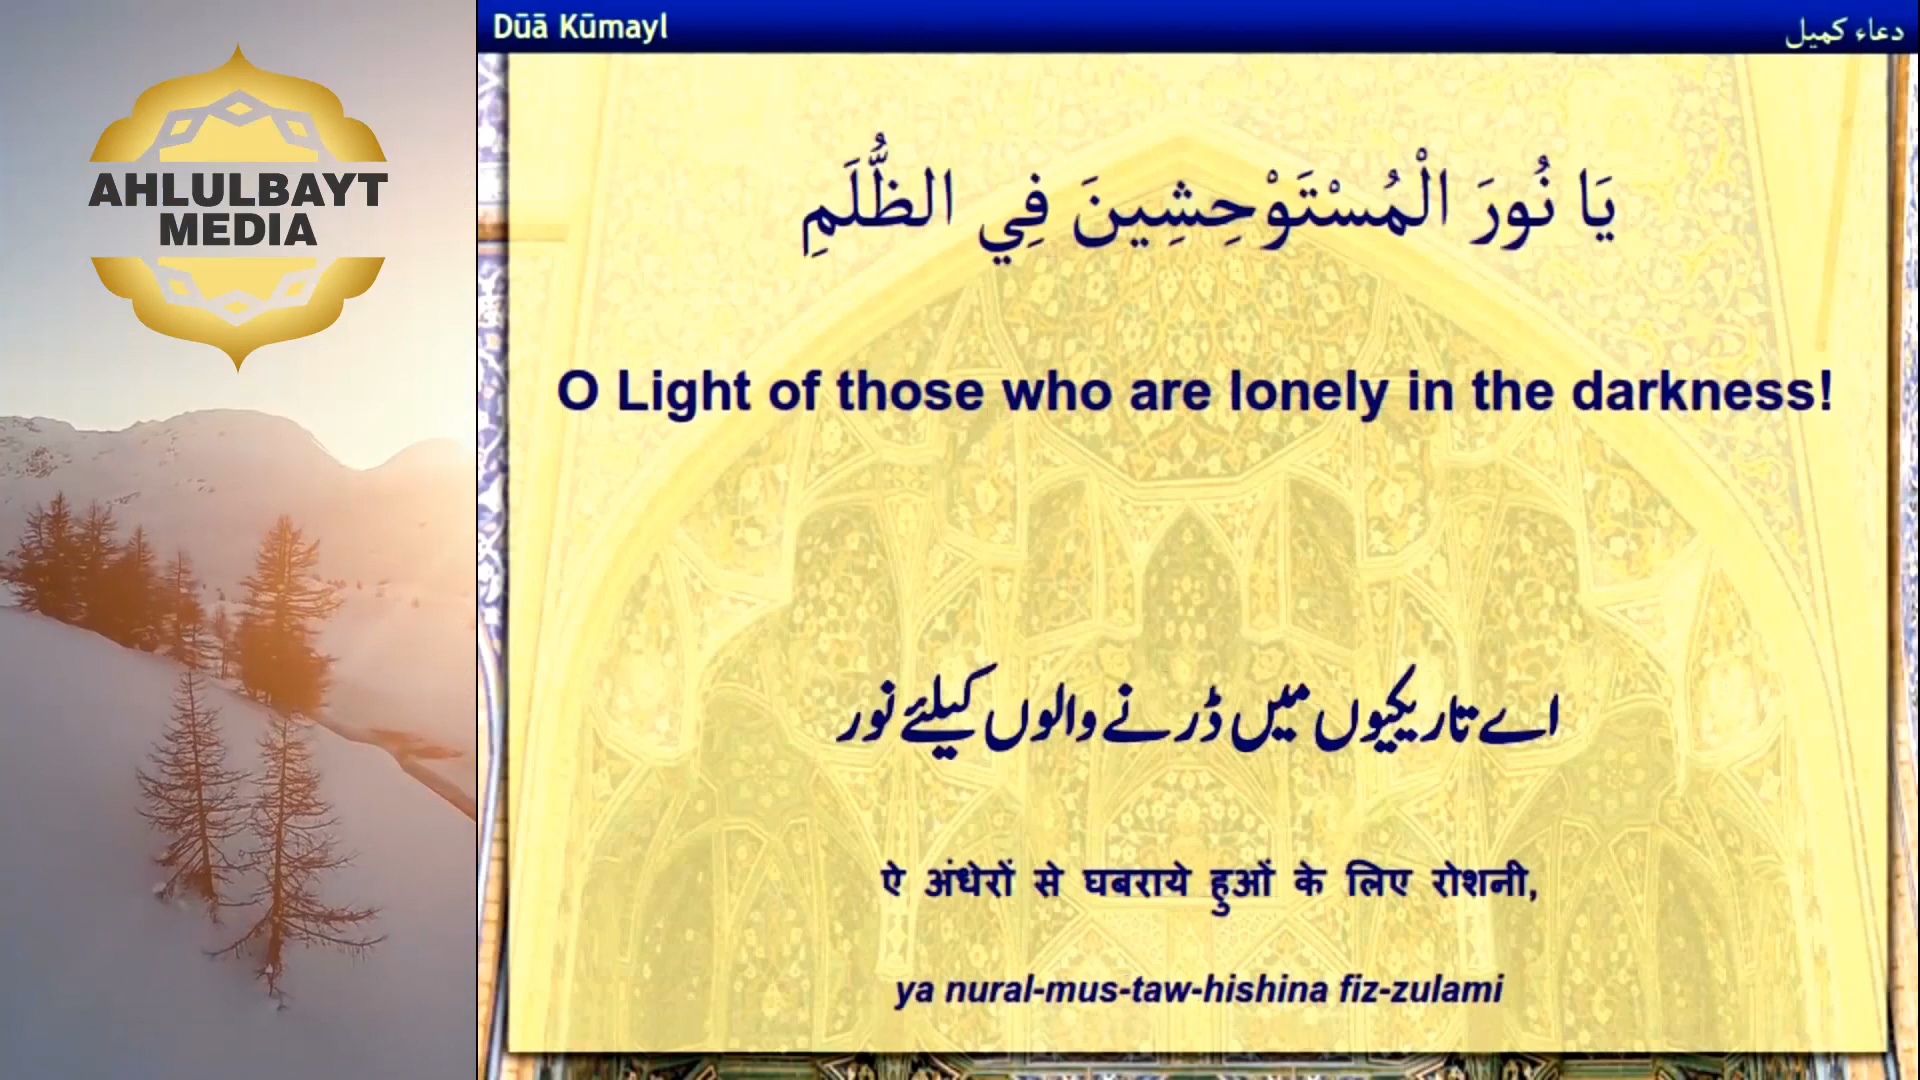 AHLULBAYT
MEDIA
Dūā Kūmayl
دعاء كميل
يَا نُورَ الْمُسْتَوْحِشِينَ فِي الظُّلَمِ
O Light of those who are lonely in the darkness!
اے تاریکیوں میں ڈرنے والوں کیلئے نور
ऐ अंधेरों से घबराये हुओं के लिए रोशनी,
ya nural-mus-taw-hishina fiz-zulami